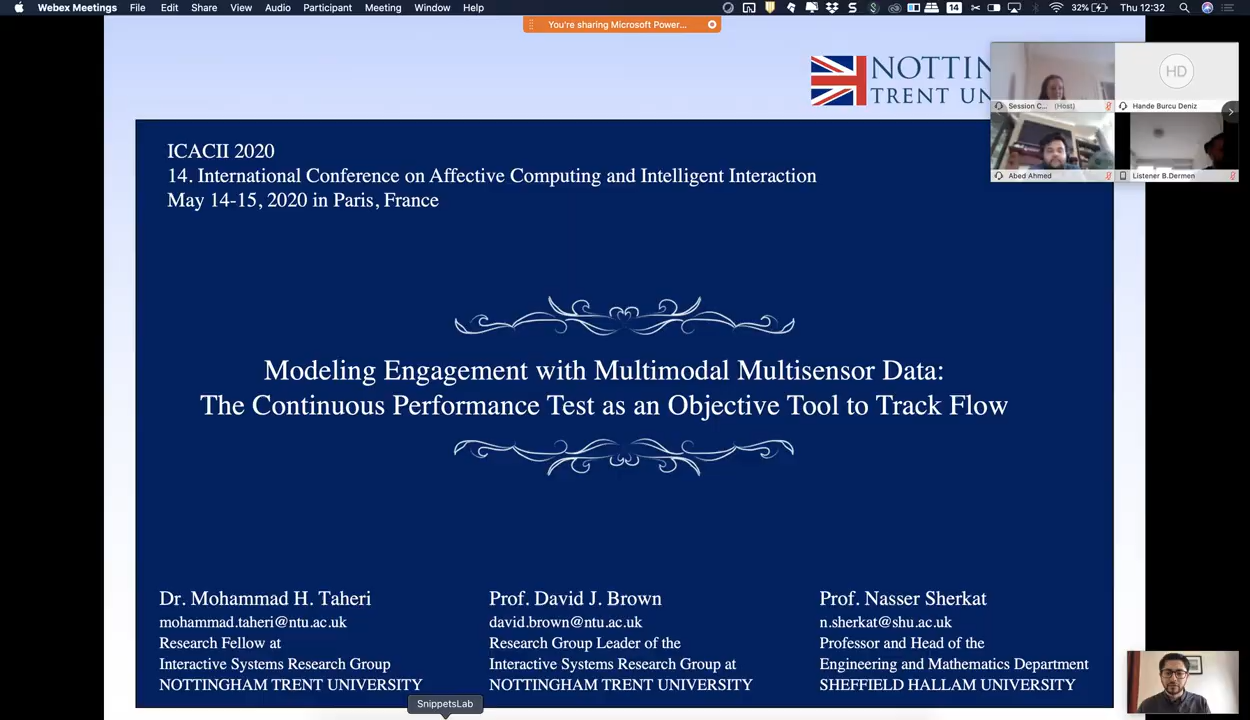 Webex Meetings File Edit Share View Audio Participant Meeting Window Help 14 32% Thu 12:32
You're sharing Microsoft Power...
NOTTIN
TRENT UN
HD
Session C... (Host)
Hande Burcu Deniz
Abed Ahmed
Listener B.Dermen
ICACII 2020
14. International Conference on Affective Computing and Intelligent Interaction
May 14-15, 2020 in Paris, France
Modeling Engagement with Multimodal Multisensor Data:
The Continuous Performance Test as an Objective Tool to Track Flow
Dr. Mohammad H. Taheri
mohammad.taheri@ntu.ac.uk
Research Fellow at
Interactive Systems Research Group
NOTTINGHAM TRENT UNIVERSITY
Prof. David J. Brown
david.brown@ntu.ac.uk
Research Group Leader of the
Interactive Systems Research Group at
NOTTINGHAM TRENT UNIVERSITY
Prof. Nasser Sherkat
n.sherkat@shu.ac.uk
Professor and Head of the
Engineering and Mathematics Department
SHEFFIELD HALLAM UNIVERSITY
SnippetsLab